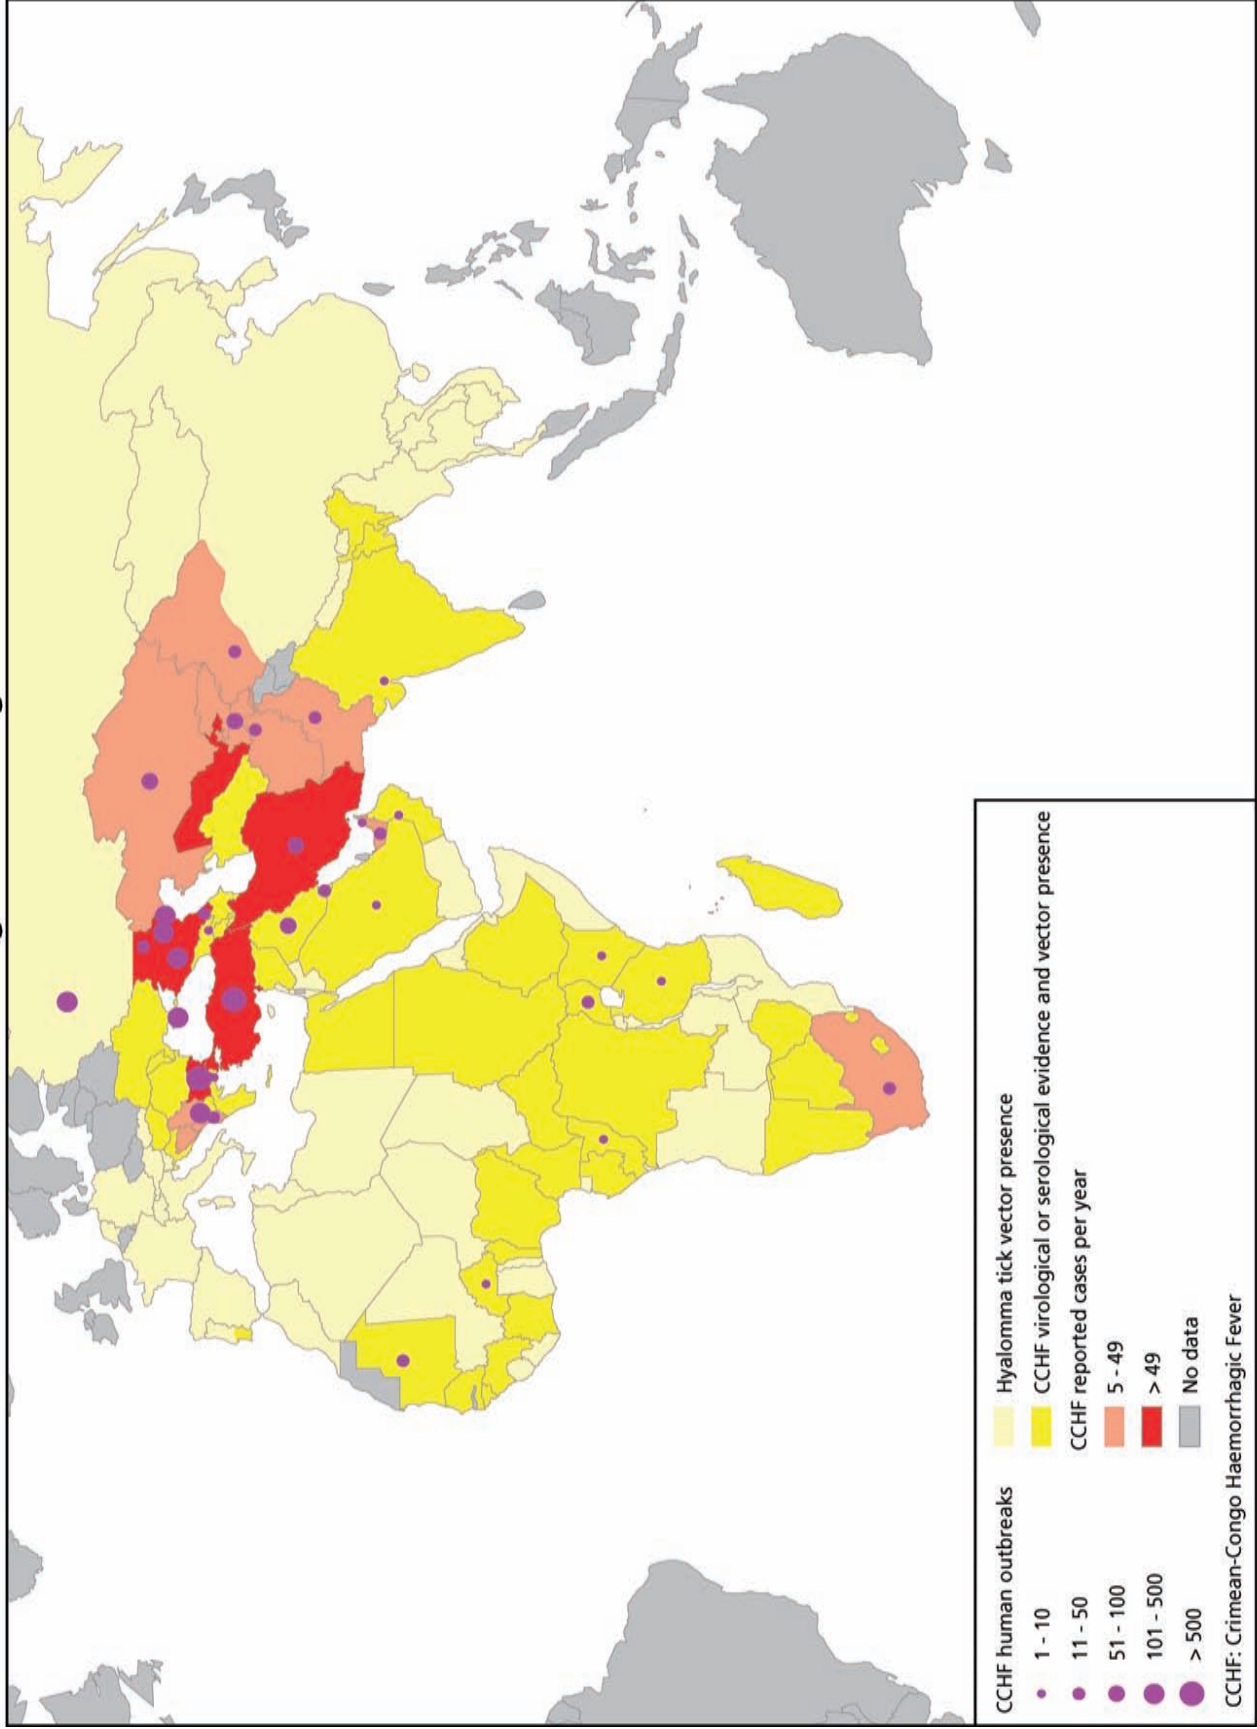 CCHF human outbreaks
1 - 10
11 - 50
51 - 100
101 - 500
> 500
Hyalomma tick vector presence
CCHF virological or serological evidence and vector presence
CCHF reported cases per year
5 - 49
> 49
No data
CCHF: Crimean-Congo Haemorrhagic Fever